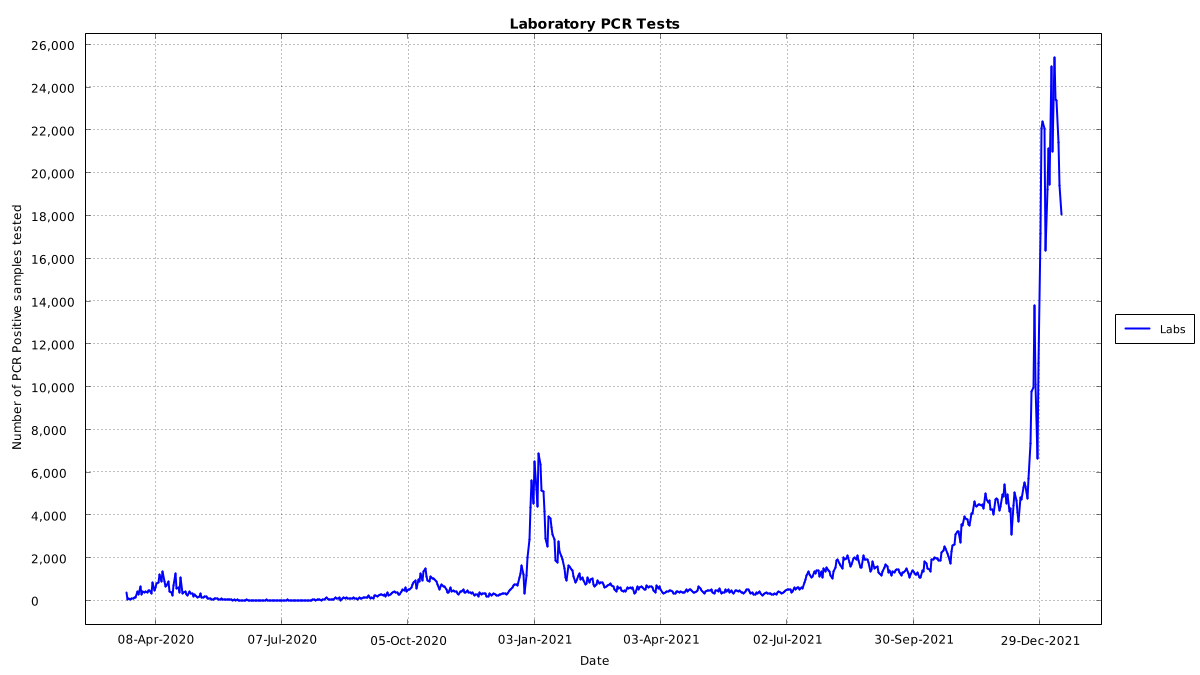 Laboratory PCR Tests
Number of PCR Positive samples tested
26,000
24,000
22,000
20,000
18,000
16,000
14,000
12,000
10,000
8,000
6,000
4,000
2,000
0
08-Apr-2020
07-Jul-2020
05-Oct-2020
03-Jan-2021
03-Apr-2021
02-Jul-2021
30-Sep-2021
29-Dec-2021
Date
Labs